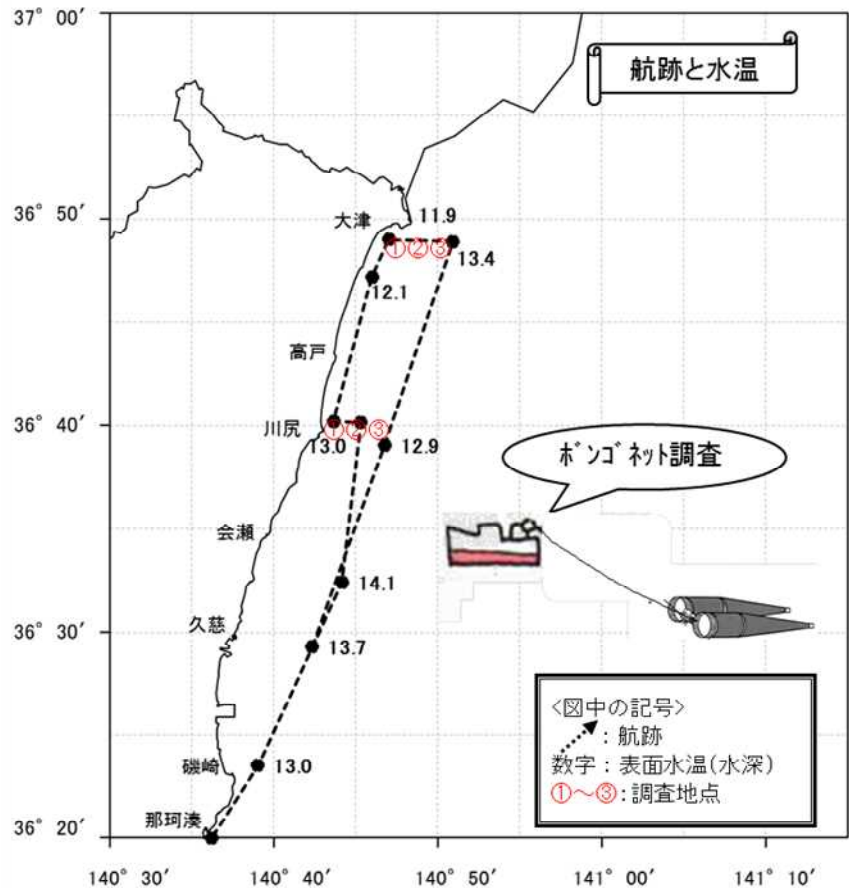 37° 00′
航跡と水温
36° 50′
大津
11.9
①②③
13.4
12.1
高戸
36° 40′
川尻
①②③
13.0
12.9
ﾎﾞﾝｺﾞﾈｯﾄ調査
会瀬
14.1
久慈
36° 30′
13.7
<図中の記号>
:航跡
数字:表面水温(水深)
①～③:調査地点
磯崎
13.0
那珂湊
36° 20′
140° 30′ 140° 40′ 140° 50′ 141° 00′ 141° 10′